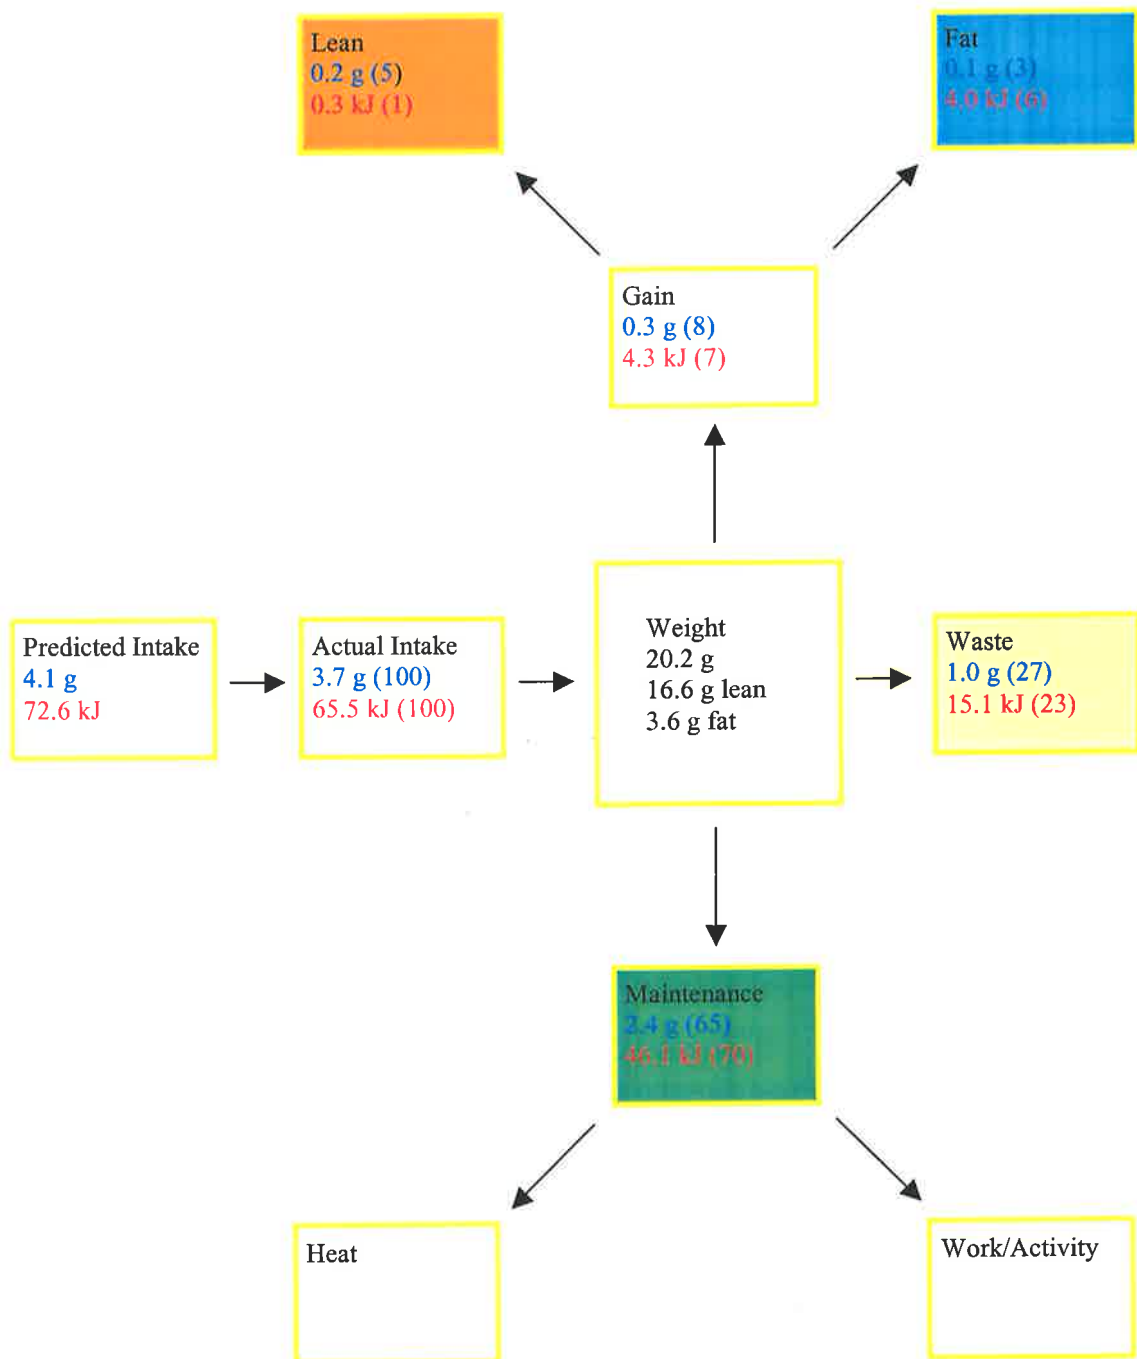 Lean
0.2 g (5)
0.3 kJ (1)
Fat
0.1 g (3)
4.0 kJ (6)
Gain
0.3 g (8)
4.3 kJ (7)
Predicted Intake
4.1 g
72.6 kJ
Actual Intake
3.7 g (100)
65.5 kJ (100)
Weight
20.2 g
16.6 g lean
3.6 g fat
Waste
1.0 g (27)
15.1 kJ (23)
Maintenance
2.4 g (65)
46.1 kJ (70)
Heat
Work/Activity